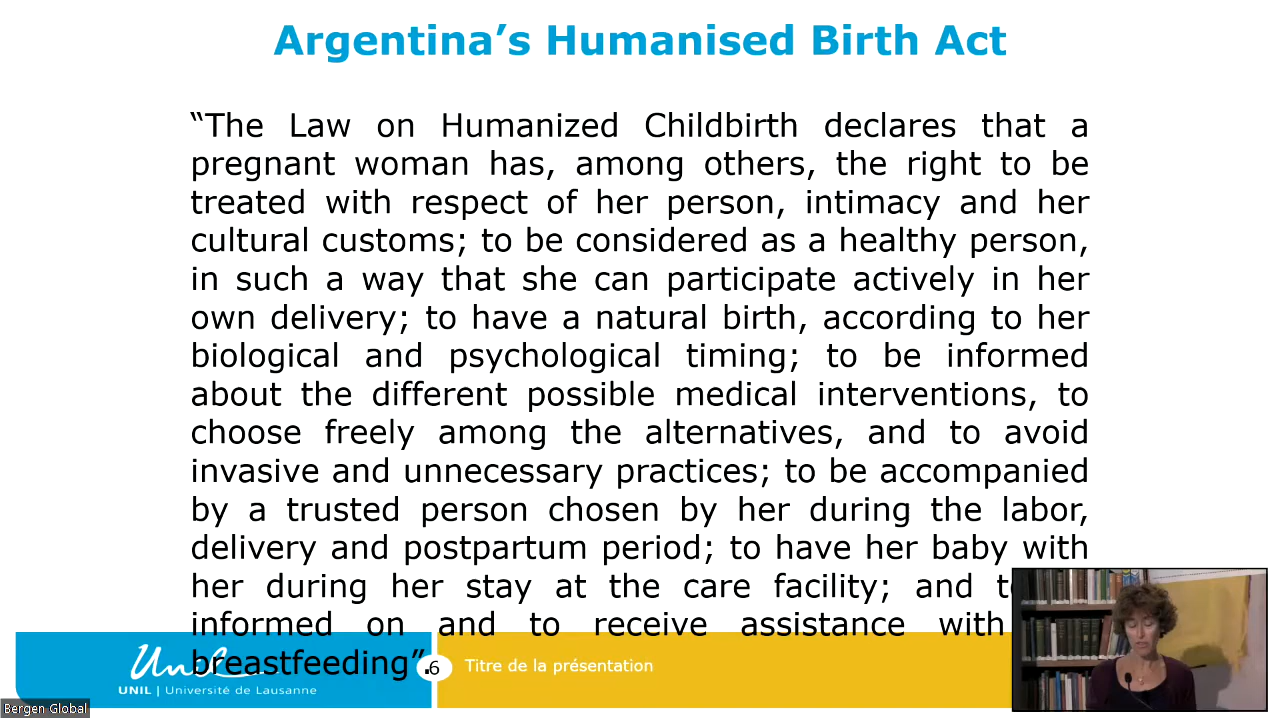 Argentina’s Humanised Birth Act
“The Law on Humanized Childbirth declares that a
pregnant woman has, among others, the right to be
treated with respect of her person, intimacy and her
cultural customs; to be considered as a healthy person,
in such a way that she can participate actively in her
own delivery; to have a natural birth, according to her
biological and psychological timing; to be informed
about the different possible medical interventions, to
choose freely among the alternatives, and to avoid
invasive and unnecessary practices; to be accompanied
by a trusted person chosen by her during the labor,
delivery and postpartum period; to have her baby with
her during her stay at the care facility; and
informed on and to receive assistance with
breastfeeding”.
6
Titre de la présentation
Unil
UNIL | Université de Lausanne
Bergen Global